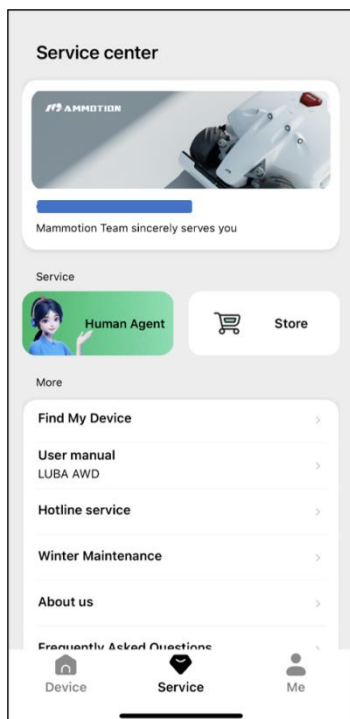 Service center
MAMMOTION
Mammotion Team sincerely serves you
Service
Human Agent
Store
More
Find My Device
User manual
LUBA AWD
Hotline service
Winter Maintenance
About us
Frequently Asked Questions
Device
Service
Me